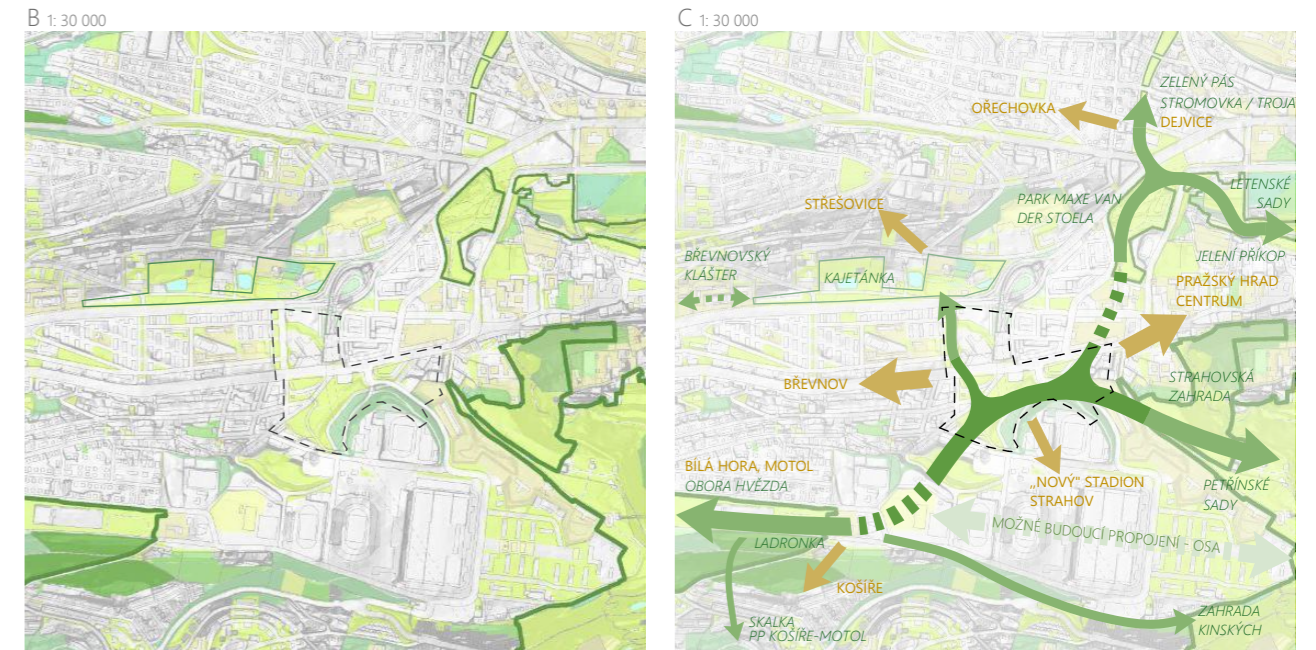 B 1: 30 000
C 1: 30 000
ZELENÝ PÁS
STROMOVKA / TROJA
DEJVICE
OŘECHOVKA
LETENSKÉ
SADY
PARK MAXE VAN
DER STOELA
STŘEŠOVICE
JELENÍ PŘÍKOP
BŘEVNOVSKÝ
KLÁŠTER
KAJETÁNKA
PRAŽSKÝ HRAD
CENTRUM
BŘEVNOV
STRAHOVSKÁ
ZAHRADA
BÍLÁ HORA, MOTOL
OBORA HVĚZDA
„NOVÝ“ STADION
STRAHOV
PETŘÍNSKÉ
SADY
MOŽNÉ BUDOUCÍ PROPOJENÍ - OSA
LADRONKA
KOŠÍŘE
ZAHRADA
KINSKÝCH
SKALKA
PP KOŠÍŘE-MOTOL